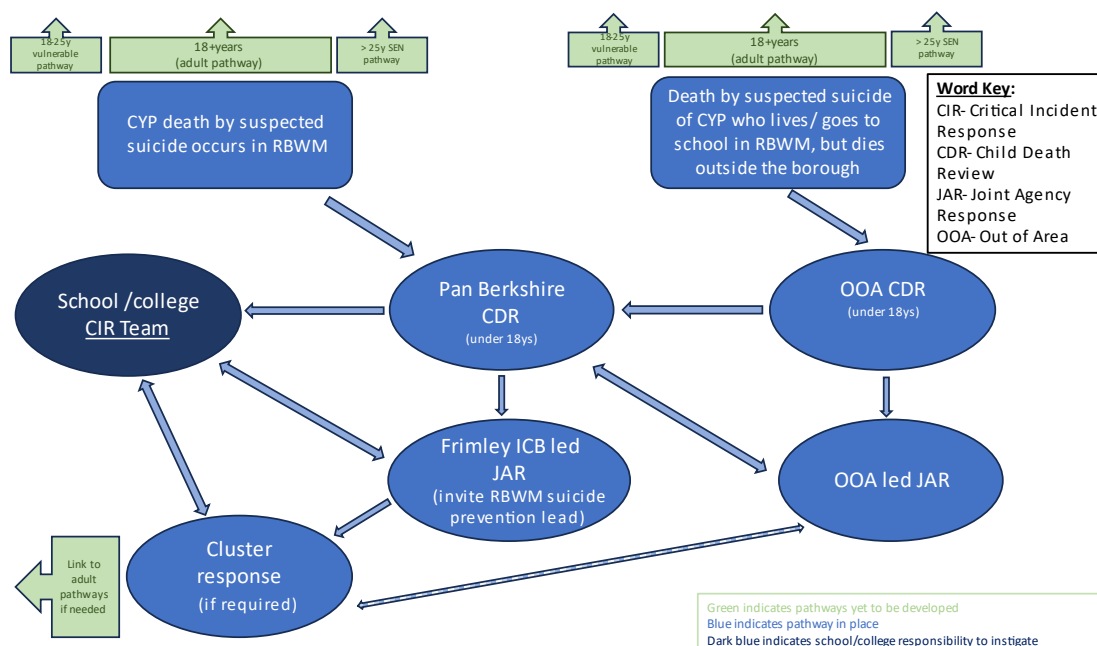 18-25y
vulnerable
pathway
18+years
(adult pathway)
> 25y SEN
pathway
18-25y
vulnerable
pathway
18+years
(adult pathway)
> 25y SEN
pathway
CYP death by suspected
suicide occurs in RBWM
Death by suspected suicide
of CYP who lives/ goes to
school in RBWM, but dies
outside the borough
Word Key:
CIR- Critical Incident
Response
CDR- Child Death
Review
JAR- Joint Agency
Response
OOA- Out of Area
School /college
CIR Team
Pan Berkshire
CDR
(under 18ys)
OOA CDR
(under 18ys)
Frimley ICB led
JAR
(invite RBWM suicide
prevention lead)
OOA led JAR
Cluster
response
(if required)
Link to
adult
pathways
if needed
Green indicates pathways yet to be developed
Blue indicates pathway in place
Dark blue indicates school/college responsibility to instigate